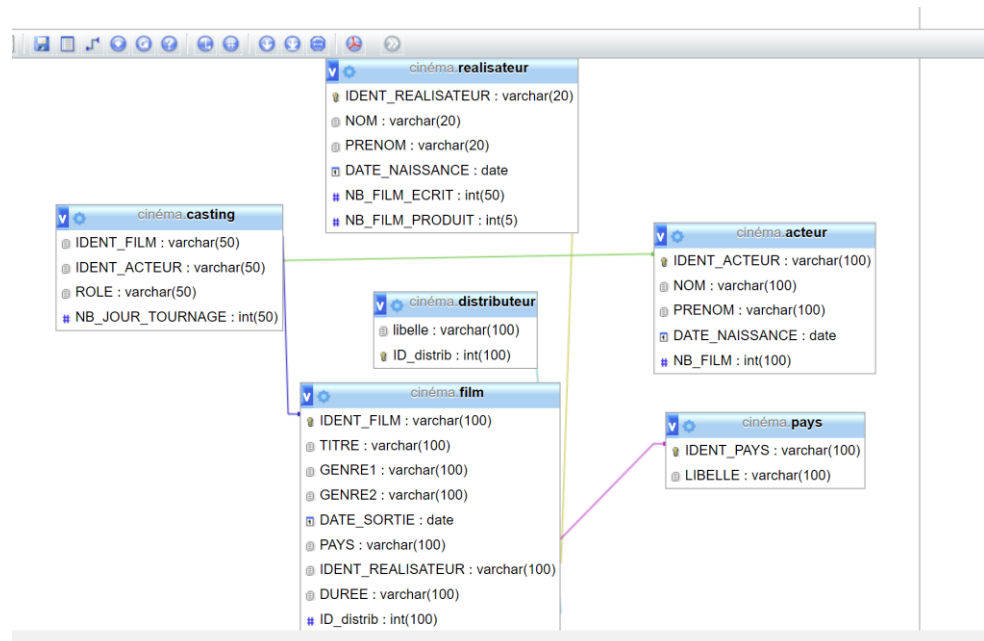 cinéma.realisateur
IDENT_REALISATEUR : varchar(20)
NOM : varchar(20)
PRENOM : varchar(20)
DATE_NAISSANCE : date
# NB_FILM_ECRIT : int(50)
# NB_FILM_PRODUIT : int(5)
v cinéma.casting
IDENT_FILM : varchar(50)
IDENT_ACTEUR : varchar(50)
ROLE : varchar(50)
# NB_JOUR_TOURNAGE : int(50)
v cinéma.acteur
IDENT_ACTEUR : varchar(100)
NOM : varchar(100)
PRENOM : varchar(100)
DATE_NAISSANCE : date
# NB_FILM : int(100)
v cinéma.distributeur
libelle : varchar(100)
ID_distrib : int(100)
v cinéma.film
IDENT_FILM : varchar(100)
TITRE : varchar(100)
GENRE1 : varchar(100)
GENRE2 : varchar(100)
DATE_SORTIE : date
PAYS : varchar(100)
IDENT_REALISATEUR : varchar(100)
DUREE : varchar(100)
# ID_distrib : int(100)
v cinéma.pays
IDENT_PAYS : varchar(100)
LIBELLE : varchar(100)